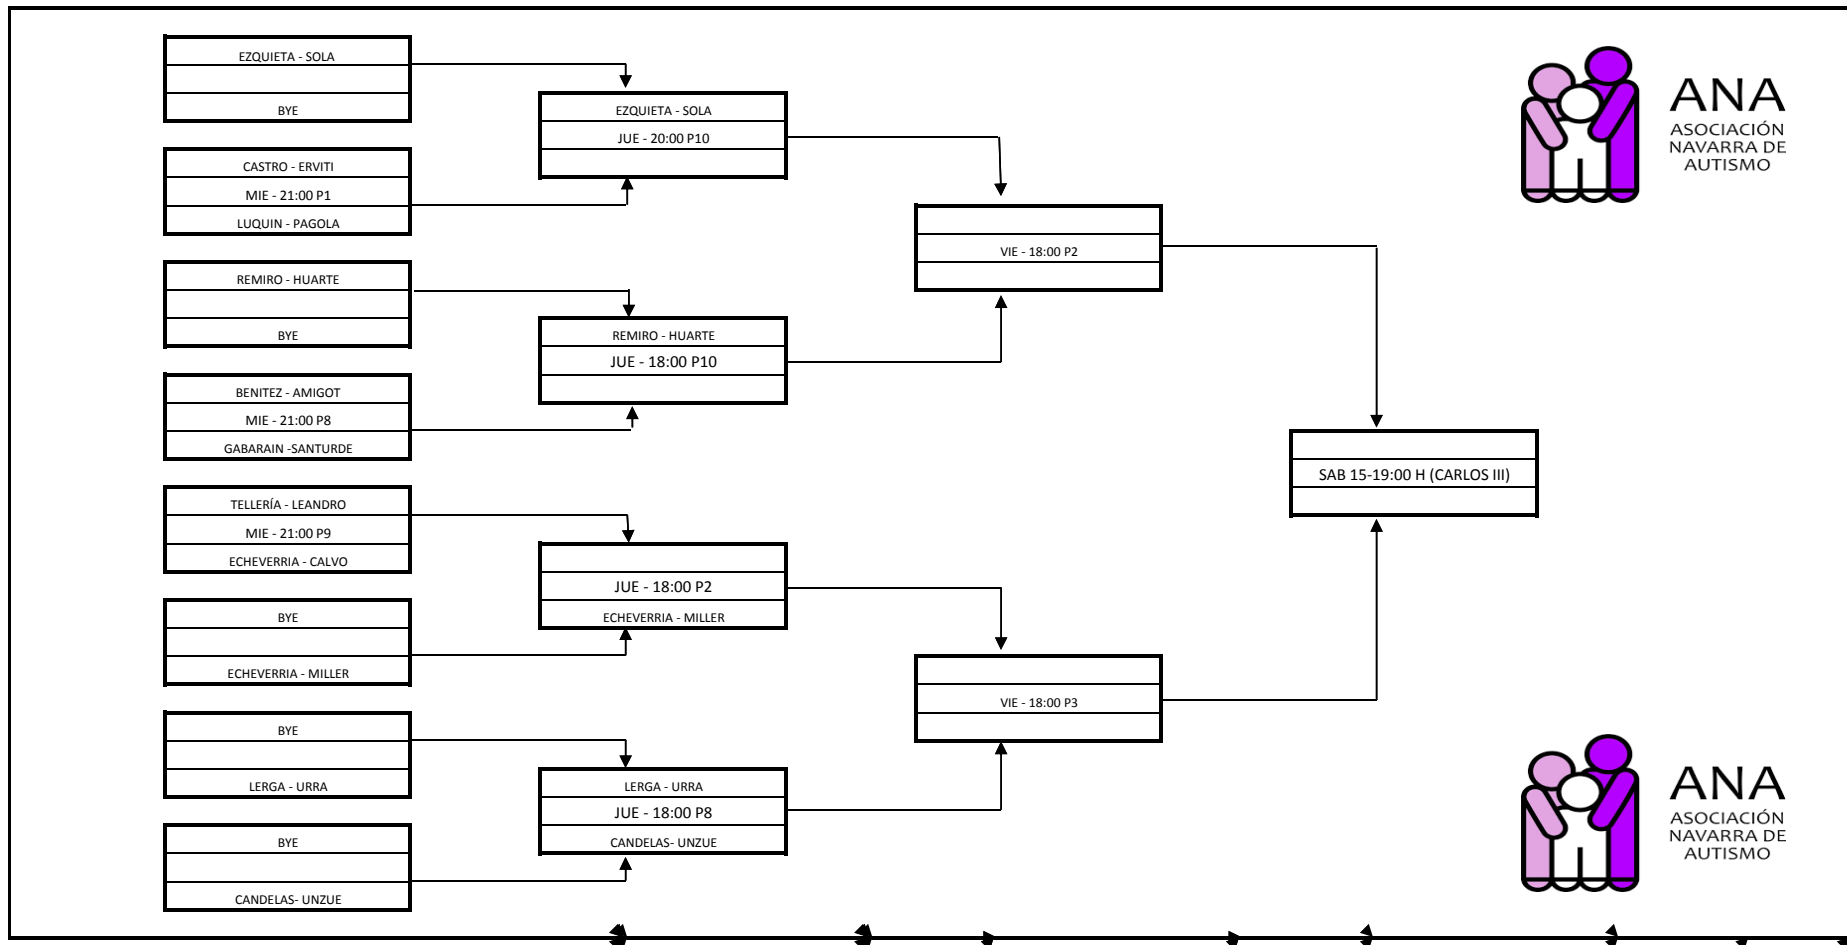 EZQUIETA - SOLA
BYE
CASTRO - ERVITI
MIE - 21:00 P1
LUQUIN - PAGOLA
REMIRO - HUARTE
BYE
BENITEZ - AMIGOT
MIE - 21:00 P8
GABARAIN -SANTURDE
TELLERÍA - LEANDRO
MIE - 21:00 P9
ECHEVERRIA - CALVO
BYE
ECHEVERRIA - MILLER
BYE
LERGA - URRA
BYE
CANDELAS- UNZUE
EZQUIETA - SOLA
JUE - 20:00 P10
REMIRO - HUARTE
JUE - 18:00 P10
JUE - 18:00 P2
ECHEVERRIA - MILLER
LERGA - URRA
JUE - 18:00 P8
CANDELAS- UNZUE
VIE - 18:00 P2
VIE - 18:00 P3
SAB 15-19:00 H (CARLOS III)
ANA
ASOCIACIÓN
NAVARRA DE
AUTISMO
ANA
ASOCIACIÓN
NAVARRA DE
AUTISMO